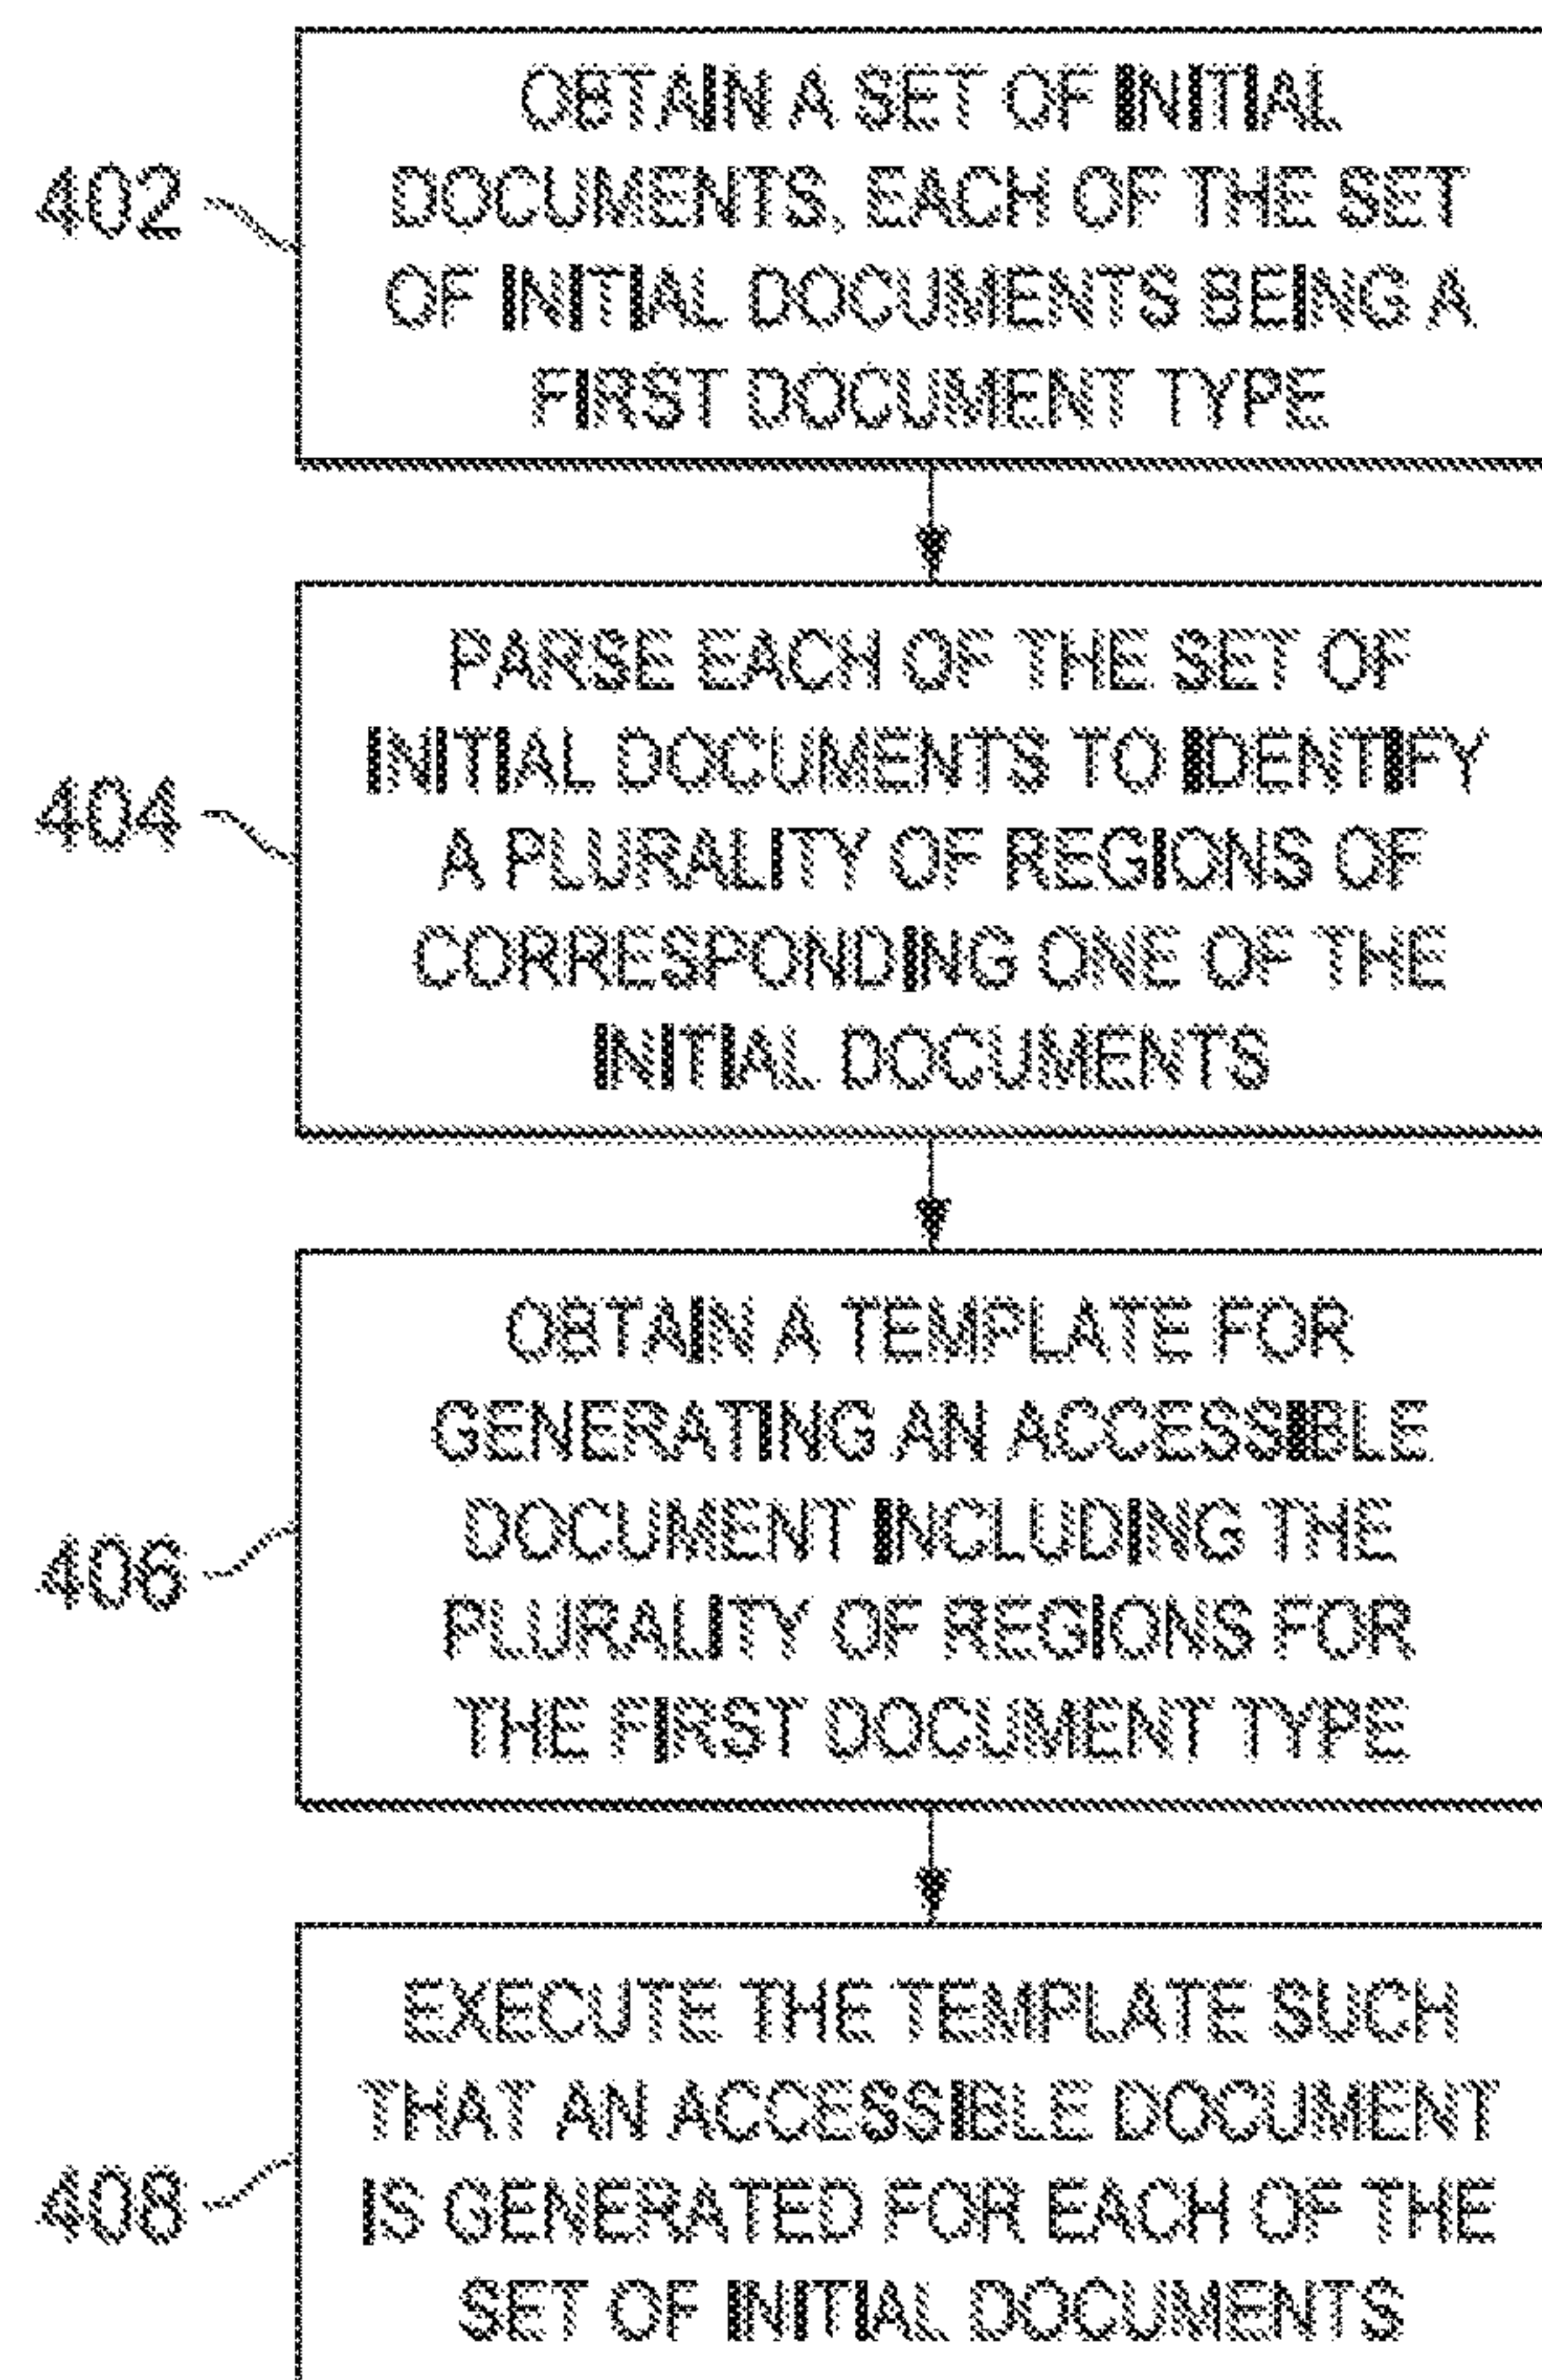 OBTAIN A SET OF INITIAL
DOCUMENTS, EACH OF THE SET
OF INITIAL DOCUMENTS BEING A
FIRST DOCUMENT TYPE
402
PARSE EACH OF THE SET OF
INITIAL DOCUMENTS TO IDENTIFY
A PLURALITY OF REGIONS OF
CORRESPONDING ONE OF THE
INITIAL DOCUMENTS
404
OBTAIN A TEMPLATE FOR
GENERATING AN ACCESSIBLE
DOCUMENT INCLUDING THE
PLURALITY OF REGIONS FOR
THE FIRST DOCUMENT TYPE
406
EXECUTE THE TEMPLATE SUCH
THAT AN ACCESSIBLE DOCUMENT
IS GENERATED FOR EACH OF THE
SET OF INITIAL DOCUMENTS
408